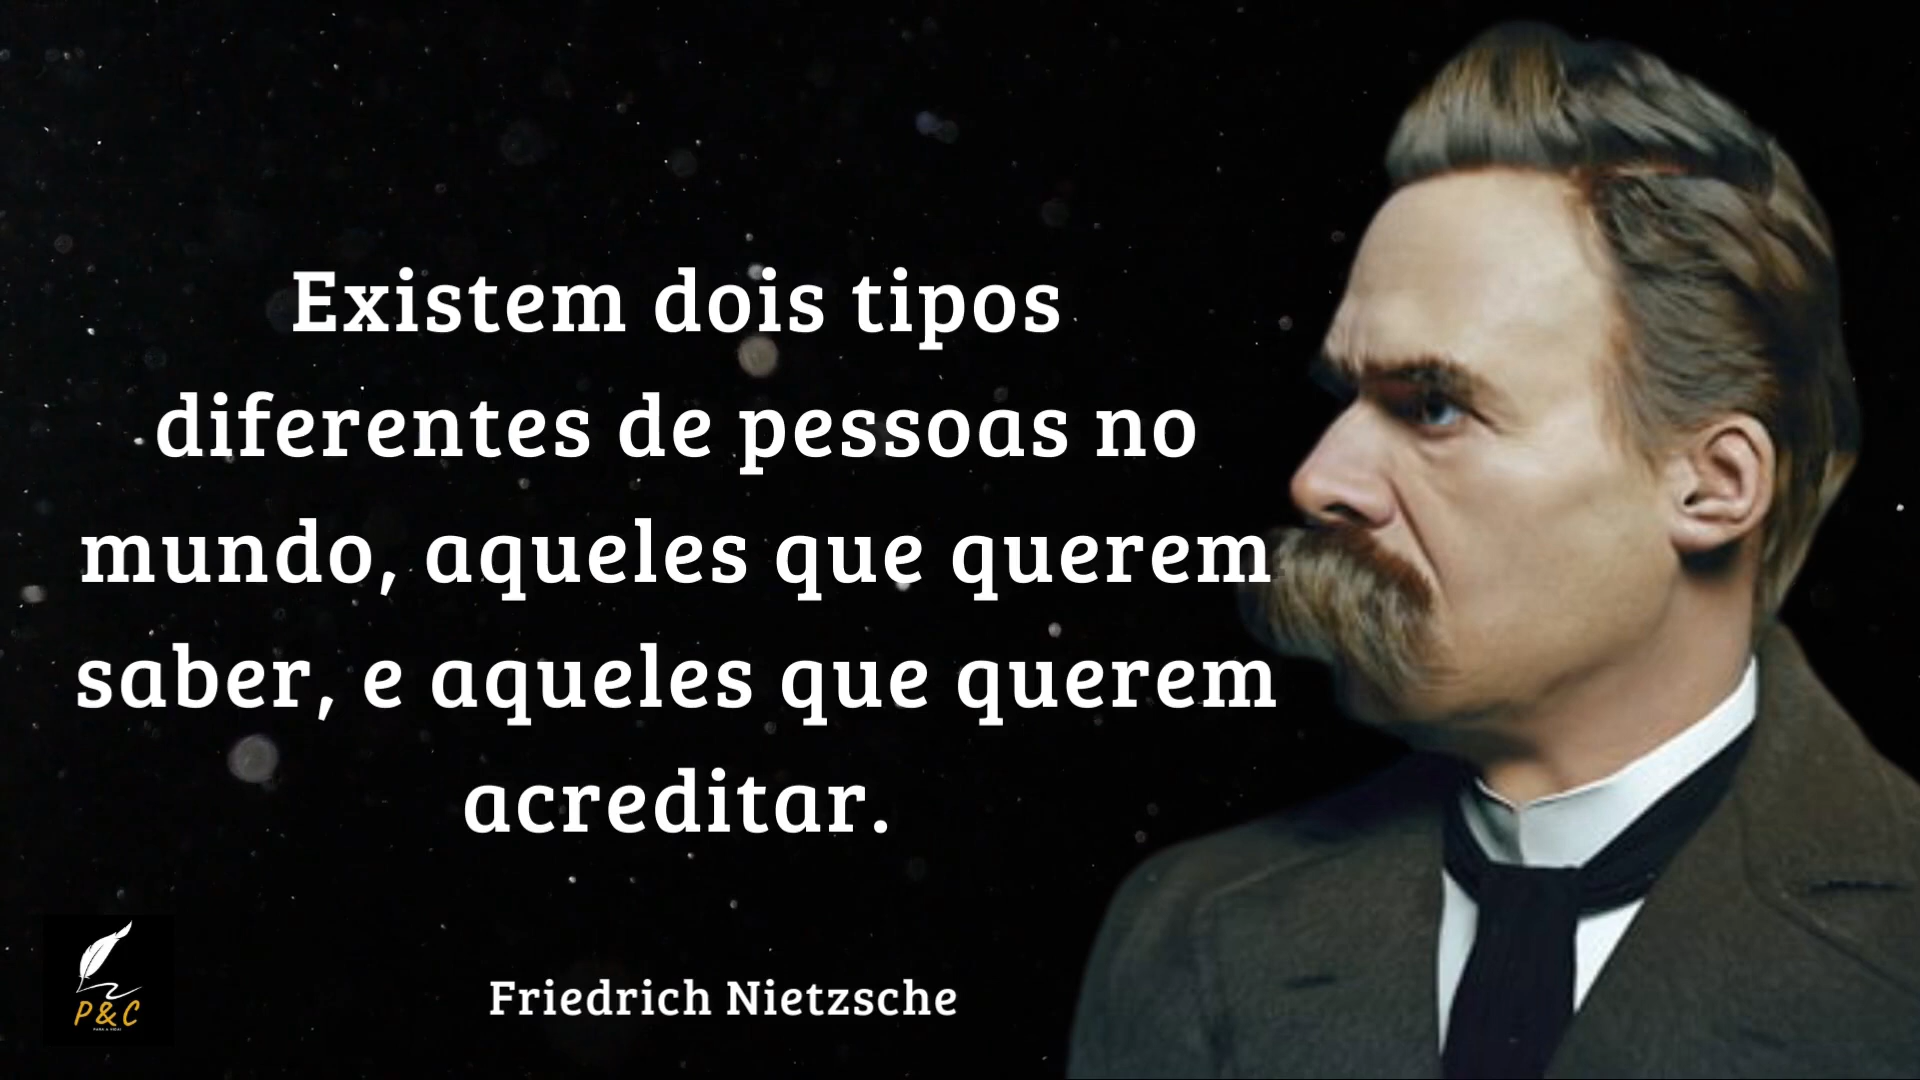 Existem dois tipos
diferentes de pessoas no
mundo, aqueles que querem
saber, e aqueles que querem
acreditar.
Friedrich Nietzsche
P&C